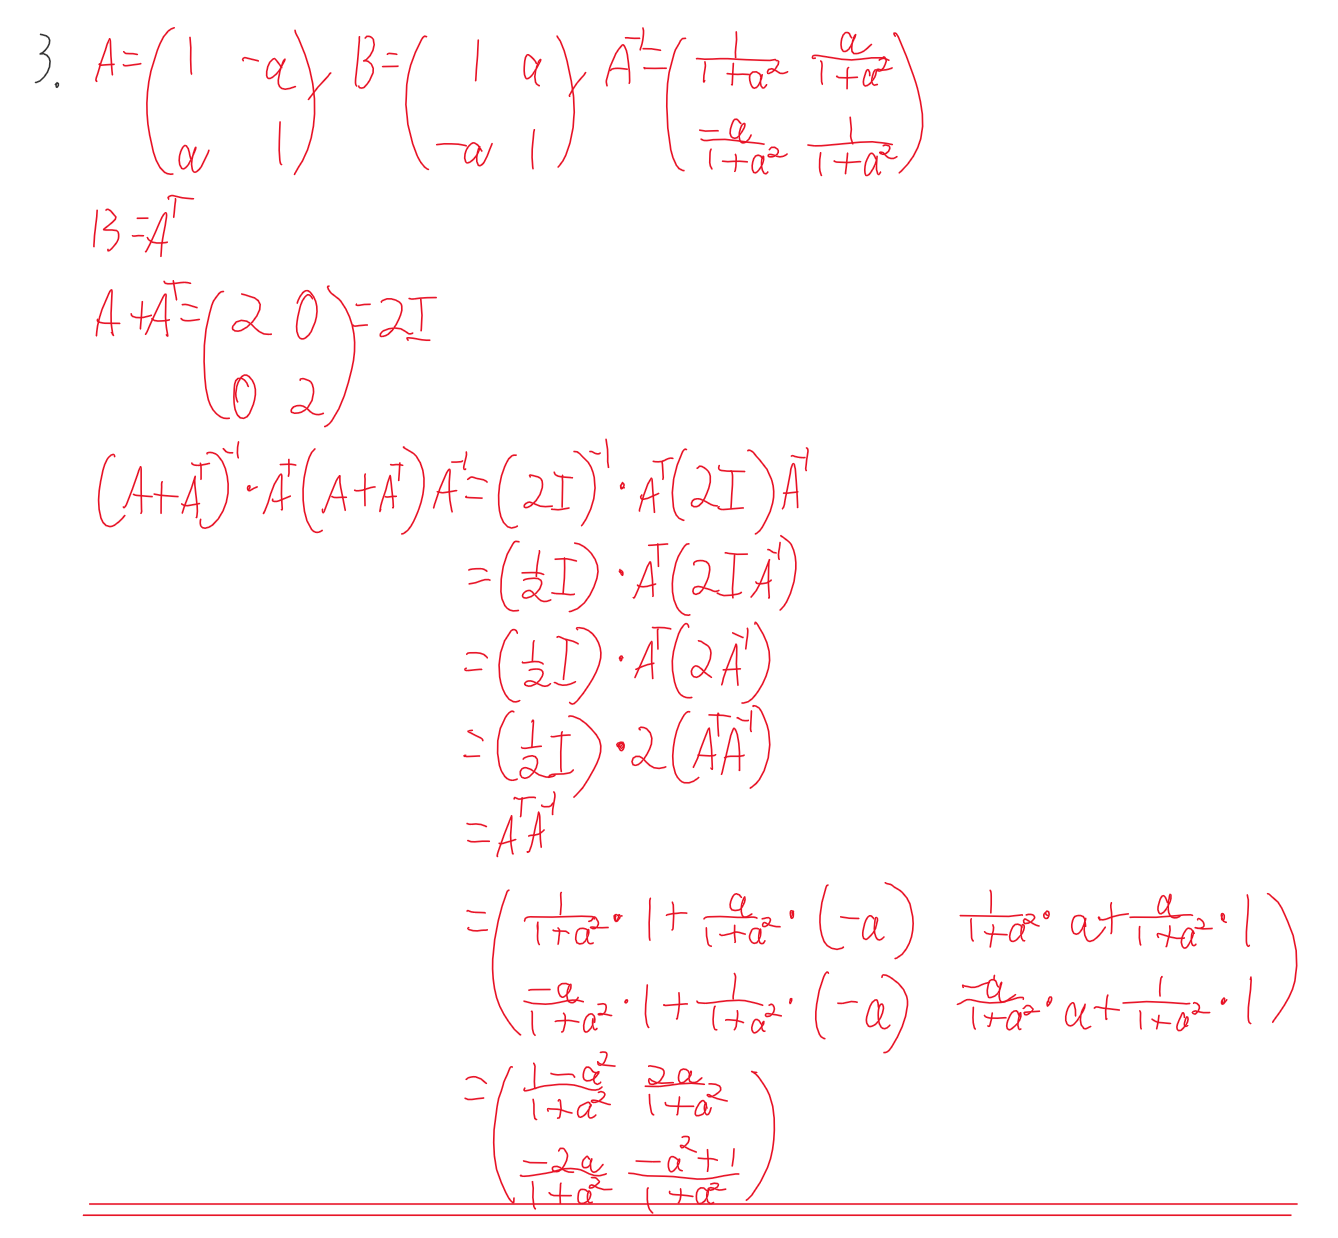 3. A = ( 1 -a ; a 1 ), B = ( 1 a ; -a 1 ), A⁻¹ = ( 1/(1+a²) a/(1+a²) ; -a/(1+a²) 1/(1+a²) )
B = Aᵀ
A + Aᵀ = ( 2 0 ; 0 2 ) = 2I
(A+Aᵀ)⁻¹ · Aᵀ (A+Aᵀ) A⁻¹ = (2I)⁻¹ · Aᵀ (2I) A⁻¹
= (1/2 I) · Aᵀ (2I A⁻¹)
= (1/2 I) · Aᵀ (2A⁻¹)
= (1/2 I) · 2 (AᵀA⁻¹)
= AᵀA⁻¹
= ( 1/(1+a²) · 1 + a/(1+a²) · (-a) 1/(1+a²) · a + a/(1+a²) · 1 ; -a/(1+a²) · 1 + 1/(1+a²) · (-a) -a/(1+a²) · a + 1/(1+a²) · 1 )
= ( (1-a²)/(1+a²) 2a/(1+a²) ; -2a/(1+a²) (-a²+1)/(1+a²) )